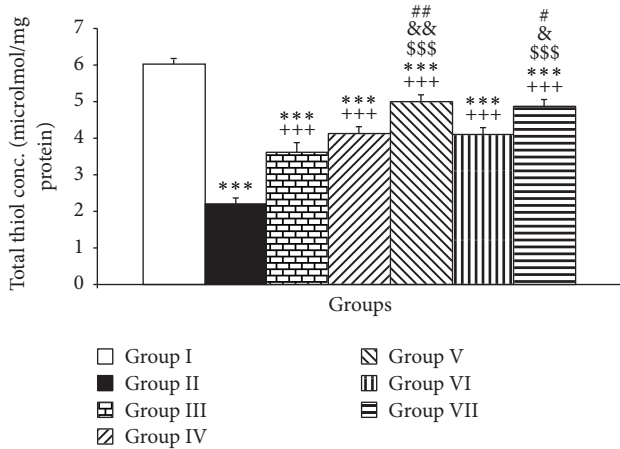 ##
&&
$$$
***
+++
#
&
$$$
***
+++
***
+++
***
+++
***
+++
***
7
6
5
4
3
2
1
0
Total thiol conc. (microlmol/mg
protein)
Groups
Group I
Group II
Group III
Group IV
Group V
Group VI
Group VII